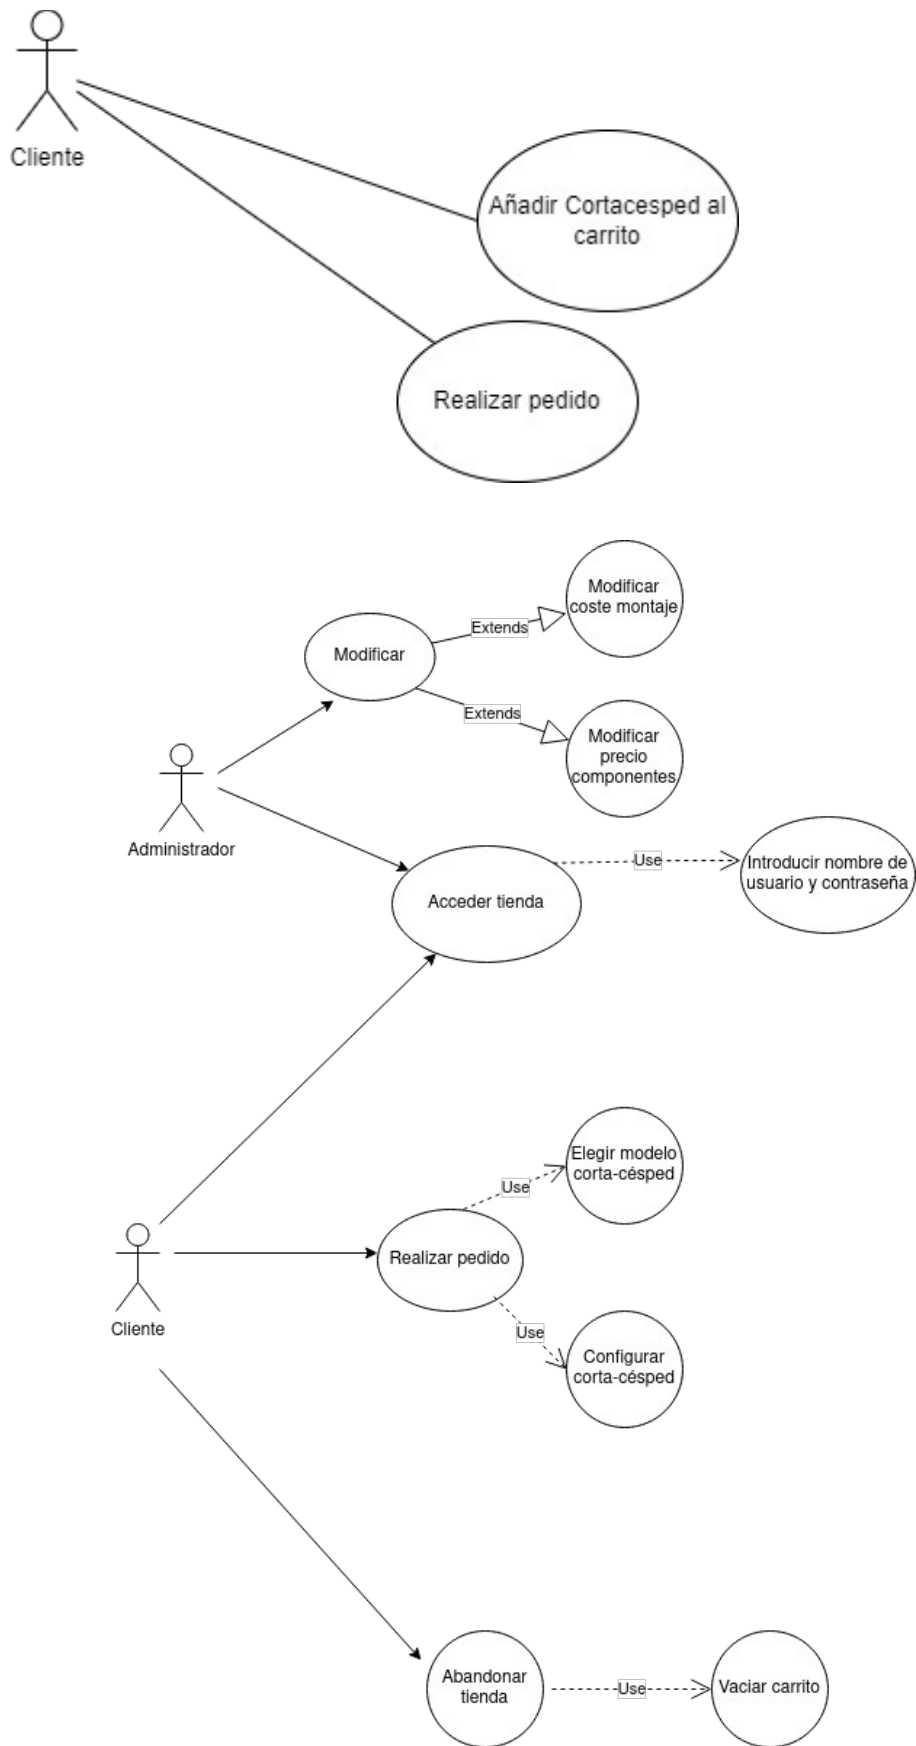 Cliente
Añadir Cortacesped al
carrito
Realizar pedido
Modificar
coste montaje
Extends
Modificar
Extends
Modificar
precio
componentes
Administrador
Use
Introducir nombre de
usuario y contraseña
Acceder tienda
Elegir modelo
corta-césped
Use
Realizar pedido
Cliente
Use
Configurar
corta-césped
Abandonar
tienda
Use
Vaciar carrito